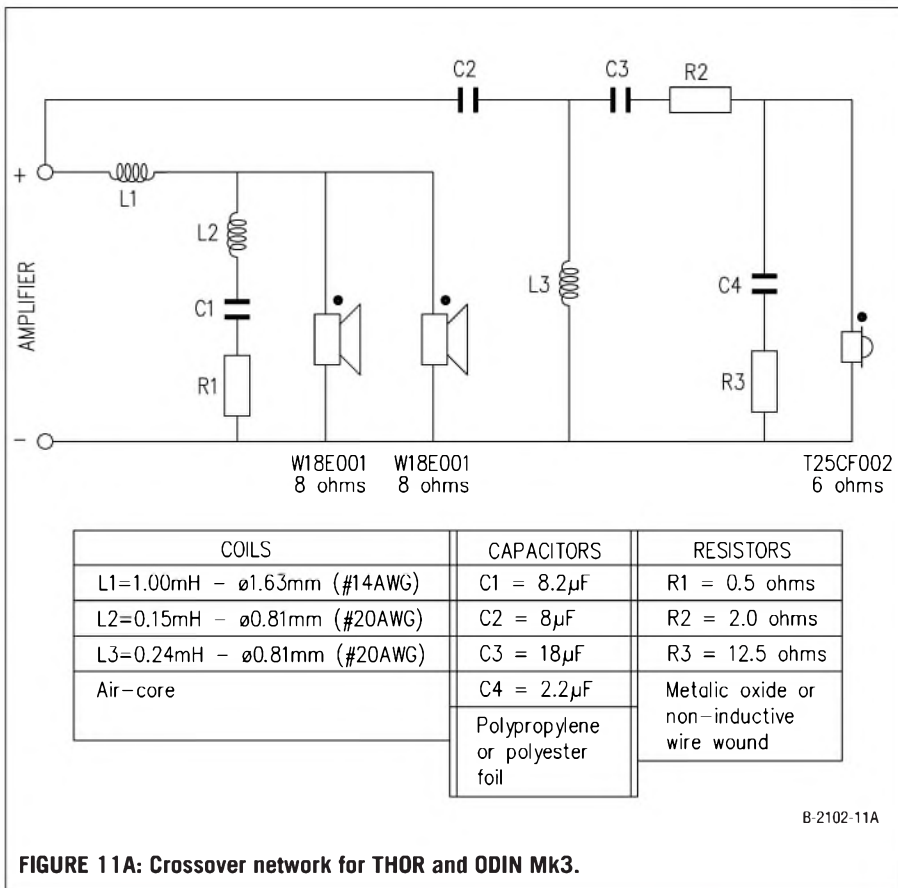 C2
C3
R2
+
L1
L2
L3
C4
C1
AMPLIFIER
R1
R3
–
W18E001
8 ohms
W18E001
8 ohms
T25CF002
6 ohms
COILS
L1=1.00mH – ø1.63mm (#14AWG)
L2=0.15mH – ø0.81mm (#20AWG)
L3=0.24mH – ø0.81mm (#20AWG)
Air–core
CAPACITORS
C1 = 8.2µF
C2 = 8µF
C3 = 18µF
C4 = 2.2µF
Polypropylene
or polyester
foil
RESISTORS
R1 = 0.5 ohms
R2 = 2.0 ohms
R3 = 12.5 ohms
Metalic oxide or
non–inductive
wire wound
B-2102-11A
FIGURE 11A: Crossover network for THOR and ODIN Mk3.